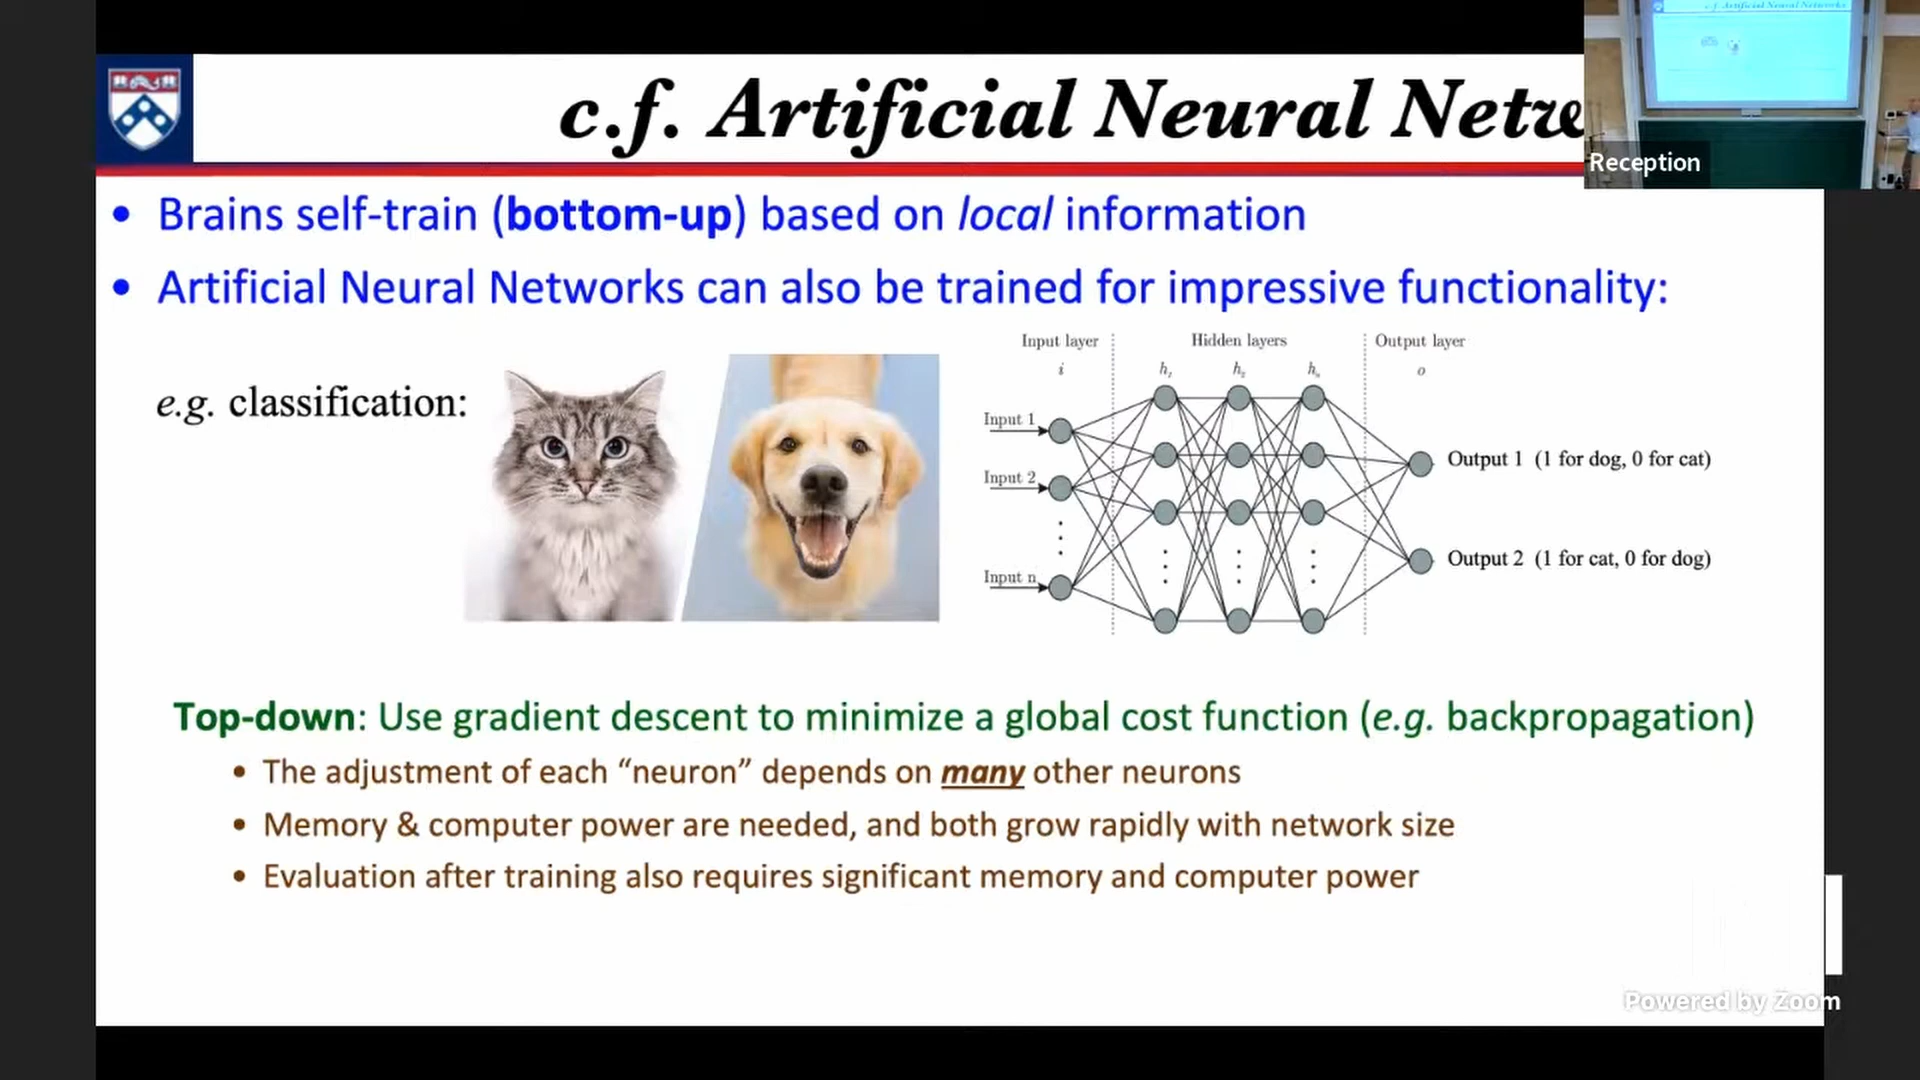 c.f. Artificial Neural Netw
c.f. Artificial Neural Networks
Reception
• Brains self-train (bottom-up) based on local information
• Artificial Neural Networks can also be trained for impressive functionality:
e.g. classification:
Input layer
Hidden layers
Output layer
i
h₁
h₂
hₙ
o
Input 1
Input 2
Input n
Output 1 (1 for dog, 0 for cat)
Output 2 (1 for cat, 0 for dog)
Top-down: Use gradient descent to minimize a global cost function (e.g. backpropagation)
• The adjustment of each “neuron” depends on many other neurons
• Memory & computer power are needed, and both grow rapidly with network size
• Evaluation after training also requires significant memory and computer power
Powered by Zoom